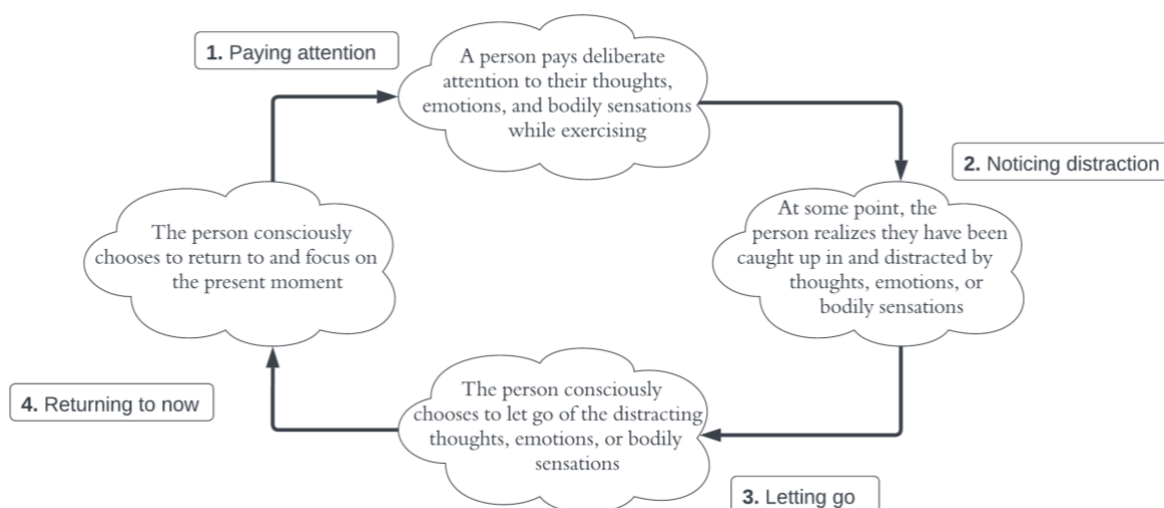 1. Paying attention
A person pays deliberate
attention to their thoughts,
emotions, and bodily sensations
while exercising
2. Noticing distraction
At some point, the
person realizes they have been
caught up in and distracted by
thoughts, emotions, or
bodily sensations
3. Letting go
The person consciously
chooses to let go of the distracting
thoughts, emotions, or bodily
sensations
4. Returning to now
The person consciously
chooses to return to and focus on
the present moment